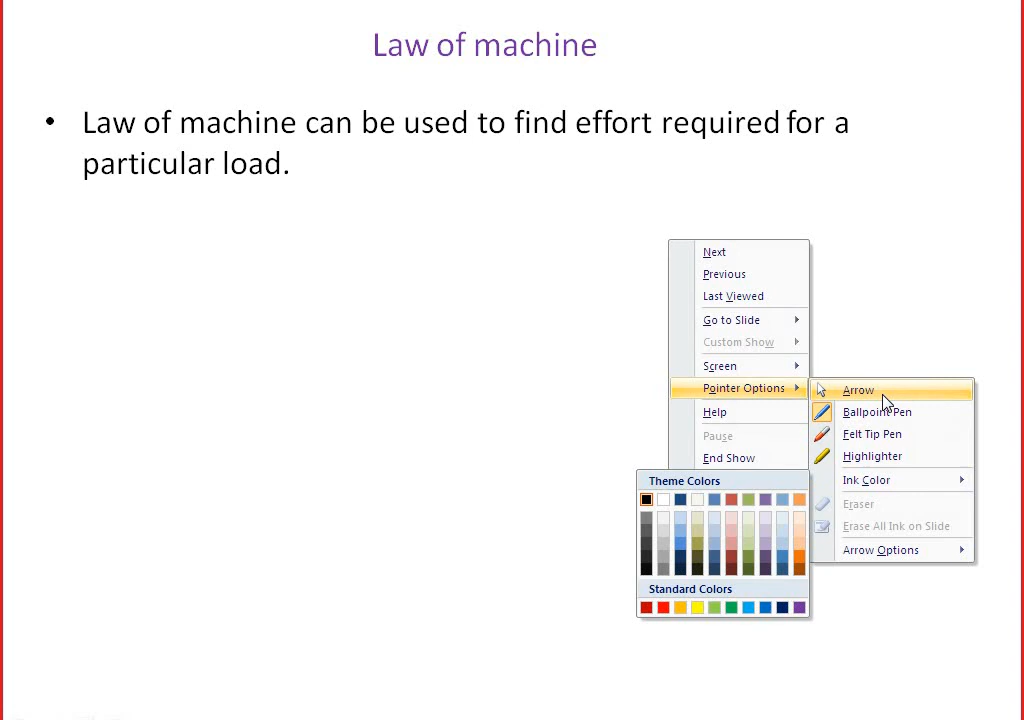 Law of machine
• Law of machine can be used to find effort required for a
particular load.
Next
Previous
Last Viewed
Go to Slide
Custom Show
Screen
Pointer Options
Help
Pause
End Show
Arrow
Ballpoint Pen
Felt Tip Pen
Highlighter
Ink Color
Eraser
Erase All Ink on Slide
Arrow Options
Theme Colors
Standard Colors